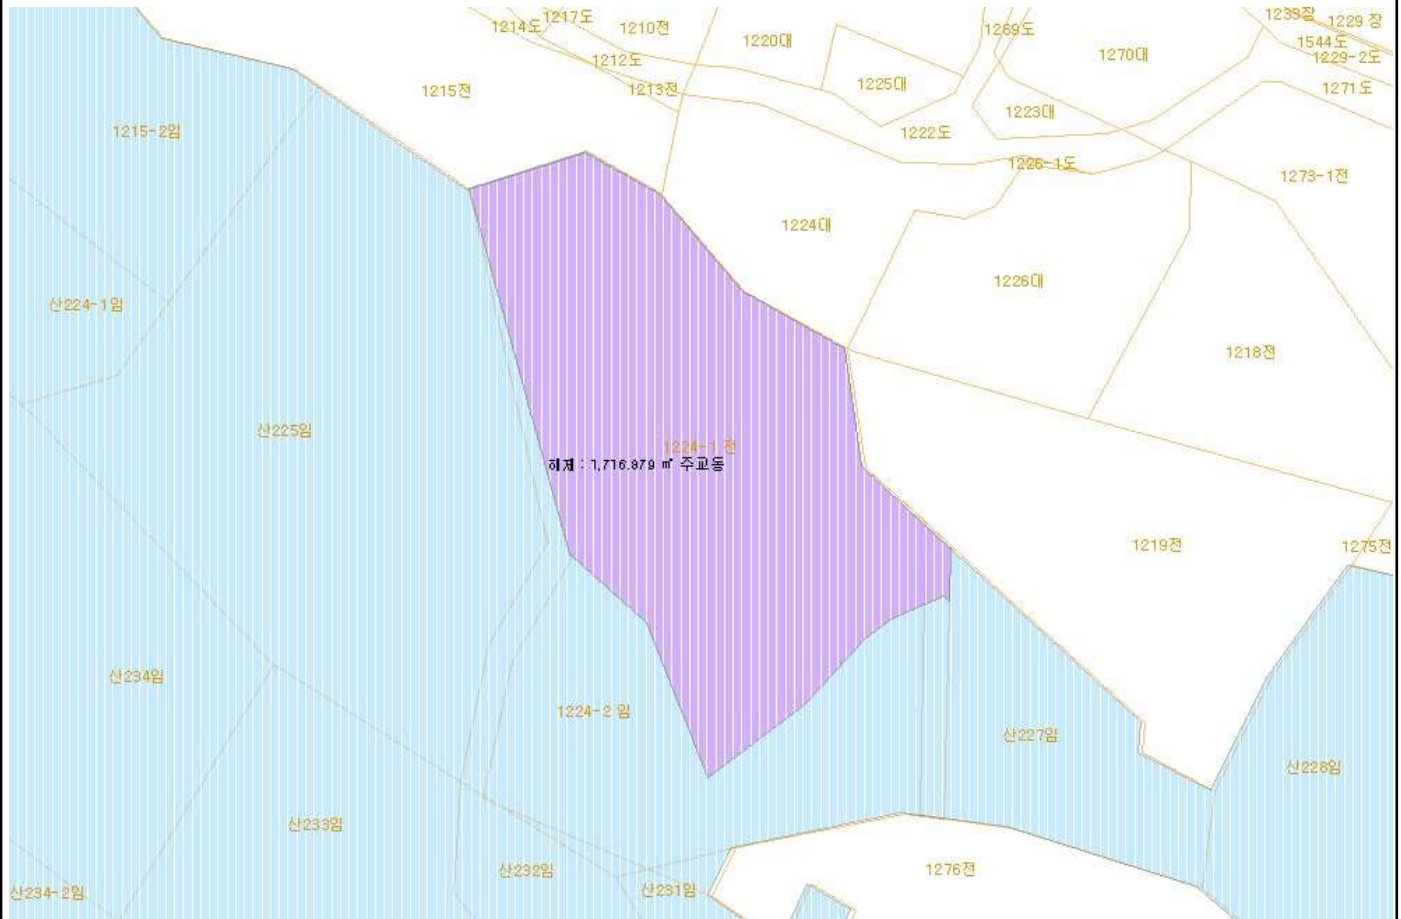 1217도
1239장
1229 장
1214도
1210전
1269도
1220대
1544도
1270대
1229-2도
1212도
1225대
1271도
1215전
1213전
1223대
1215-2임
1222도
1226-1도
1273-1전
1224대
1226대
산224-1임
1218전
산225임
1224-1 전
해제 : 1,716.979 ㎡ 주교동
1219전
1275전
산234임
1224-2 임
산227임
산228임
산233임
산232임
1276전
산234-2임
산231임